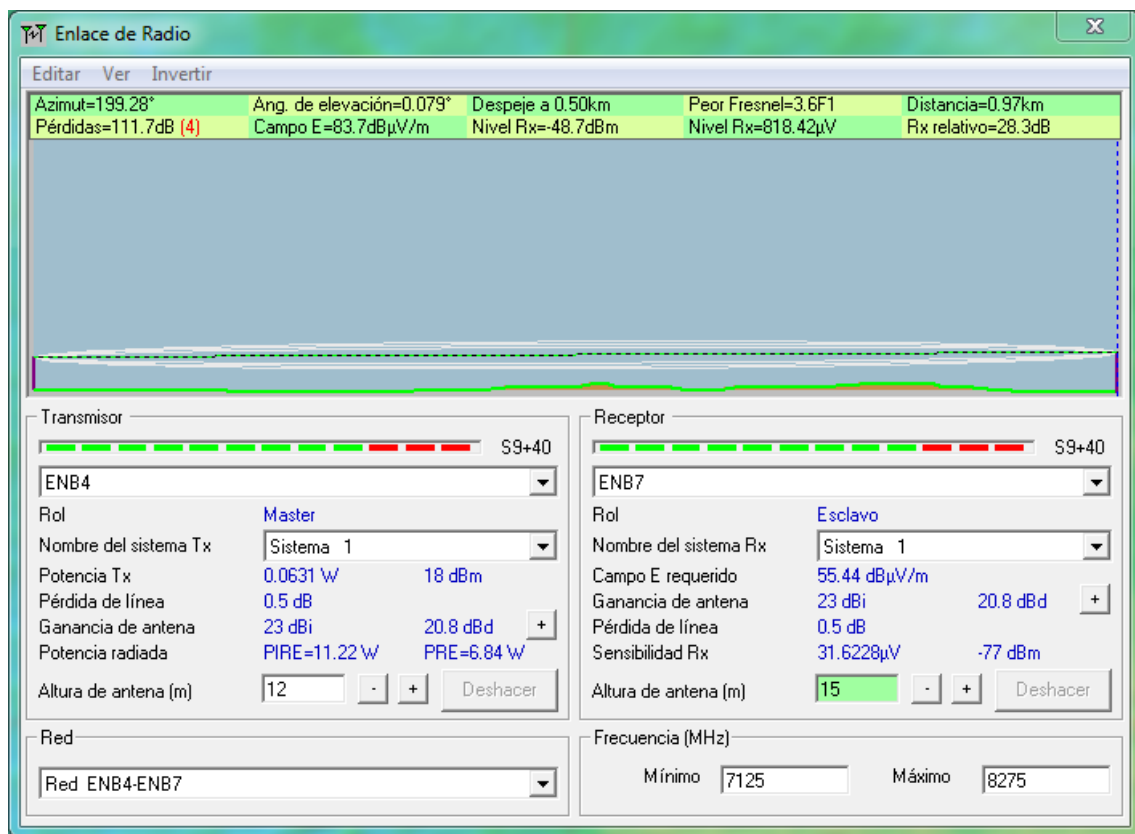 Enlace de Radio
Editar Ver Invertir
Azimut=199.28° Ang. de elevación=0.079° Despeje a 0.50km Peor Fresnel=3.6F1 Distancia=0.97km
Pérdidas=111.7dB (4) Campo E=83.7dBµV/m Nivel Rx=-48.7dBm Nivel Rx=818.42µV Rx relativo=28.3dB
Transmisor
S9+40
ENB4
Rol Master
Nombre del sistema Tx Sistema 1
Potencia Tx 0.0631 W 18 dBm
Pérdida de línea 0.5 dB
Ganancia de antena 23 dBi 20.8 dBd +
Potencia radiada PIRE=11.22 W PRE=6.84 W
Altura de antena (m) 12 - + Deshacer
Red
Red ENB4-ENB7
Receptor
S9+40
ENB7
Rol Esclavo
Nombre del sistema Rx Sistema 1
Campo E requerido 55.44 dBµV/m
Ganancia de antena 23 dBi 20.8 dBd +
Pérdida de línea 0.5 dB
Sensibilidad Rx 31.6228µV -77 dBm
Altura de antena (m) 15 - + Deshacer
Frecuencia (MHz)
Mínimo 7125 Máximo 8275